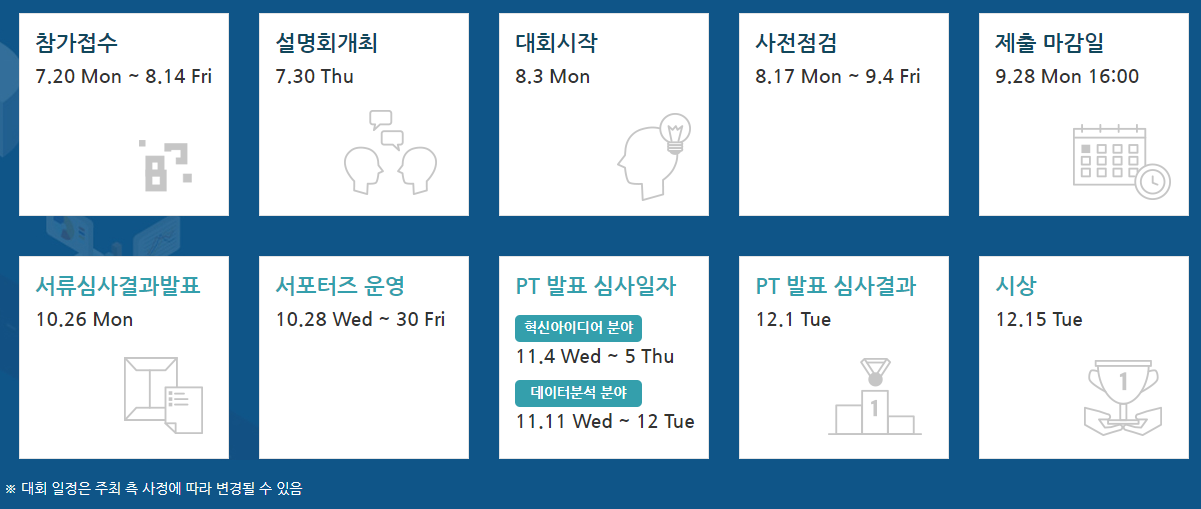 참가접수
7.20 Mon ~ 8.14 Fri
설명회개최
7.30 Thu
대회시작
8.3 Mon
사전점검
8.17 Mon ~ 9.4 Fri
제출 마감일
9.28 Mon 16:00
서류심사결과발표
10.26 Mon
서포터즈 운영
10.28 Wed ~ 30 Fri
PT 발표 심사일자
혁신아이디어 분야
11.4 Wed ~ 5 Thu
데이터분석 분야
11.11 Wed ~ 12 Tue
PT 발표 심사결과
12.1 Tue
1
시상
12.15 Tue
1
※ 대회 일정은 주최 측 사정에 따라 변경될 수 있음